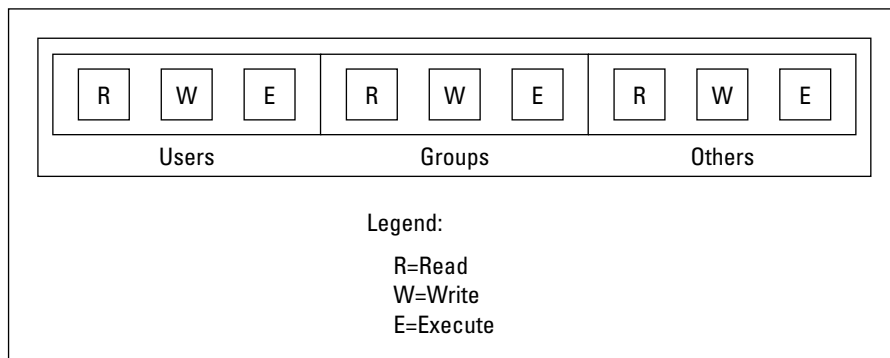 R W E R W E R W E
Users Groups Others
Legend:
R=Read
W=Write
E=Execute